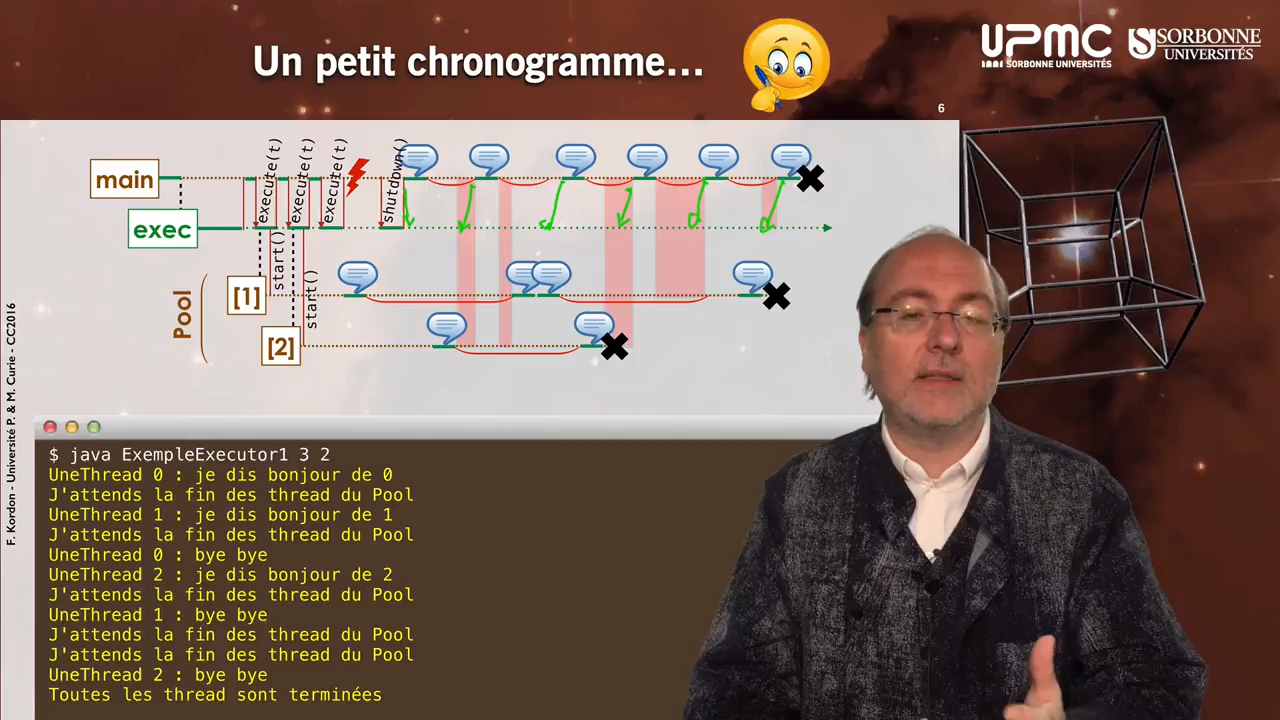 Un petit chronogramme...
UPMC
SORBONNE UNIVERSITÉS
SORBONNE
UNIVERSITÉS
6
main
execute(t)
execute(t)
execute(t)
shutdown()
exec
start()
start()
Pool
[1]
[2]
F. Kordon - Université P. & M. Curie - CC2016
$ java ExempleExecutor1 3 2
UneThread 0 : je dis bonjour de 0
J'attends la fin des thread du Pool
UneThread 1 : je dis bonjour de 1
J'attends la fin des thread du Pool
UneThread 0 : bye bye
UneThread 2 : je dis bonjour de 2
J'attends la fin des thread du Pool
UneThread 1 : bye bye
J'attends la fin des thread du Pool
J'attends la fin des thread du Pool
UneThread 2 : bye bye
Toutes les thread sont terminées